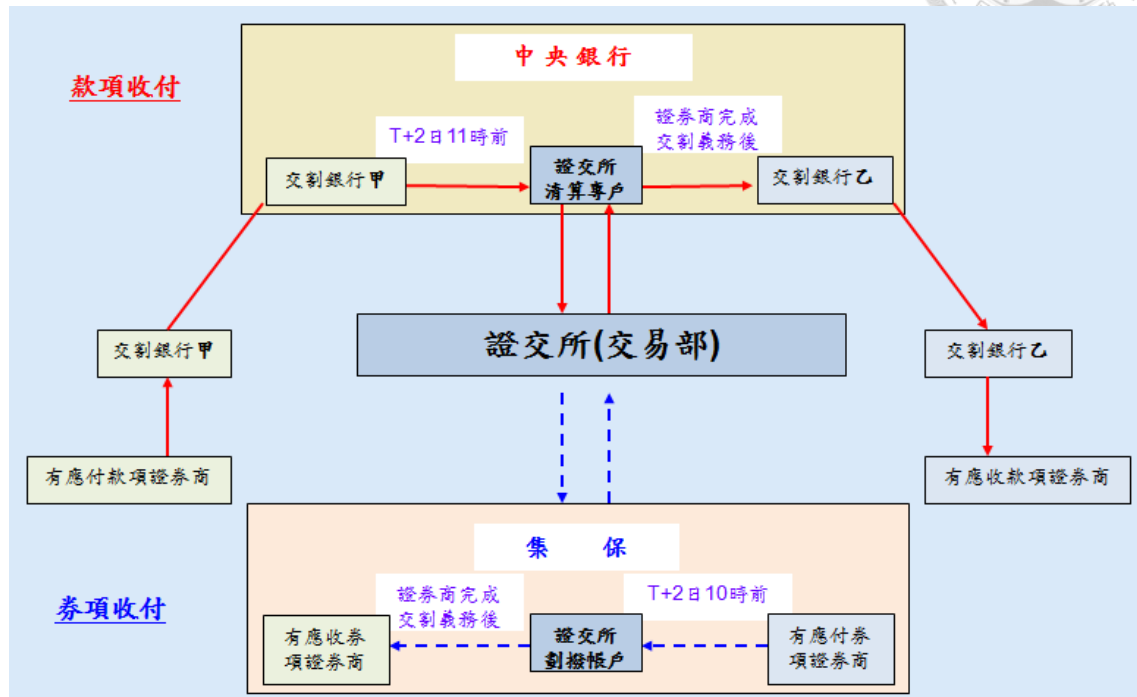 中央銀行
款項收付
T+2日11時前
證券商完成
交割義務後
交割銀行甲
證交所
清算專戶
交割銀行乙
交割銀行甲
證交所(交易部)
交割銀行乙
有應付款項證券商
有應收款項證券商
集 保
券項收付
證券商完成
交割義務後
T+2日10時前
有應收券
項證券商
證交所
劃撥帳戶
有應付券
項證券商